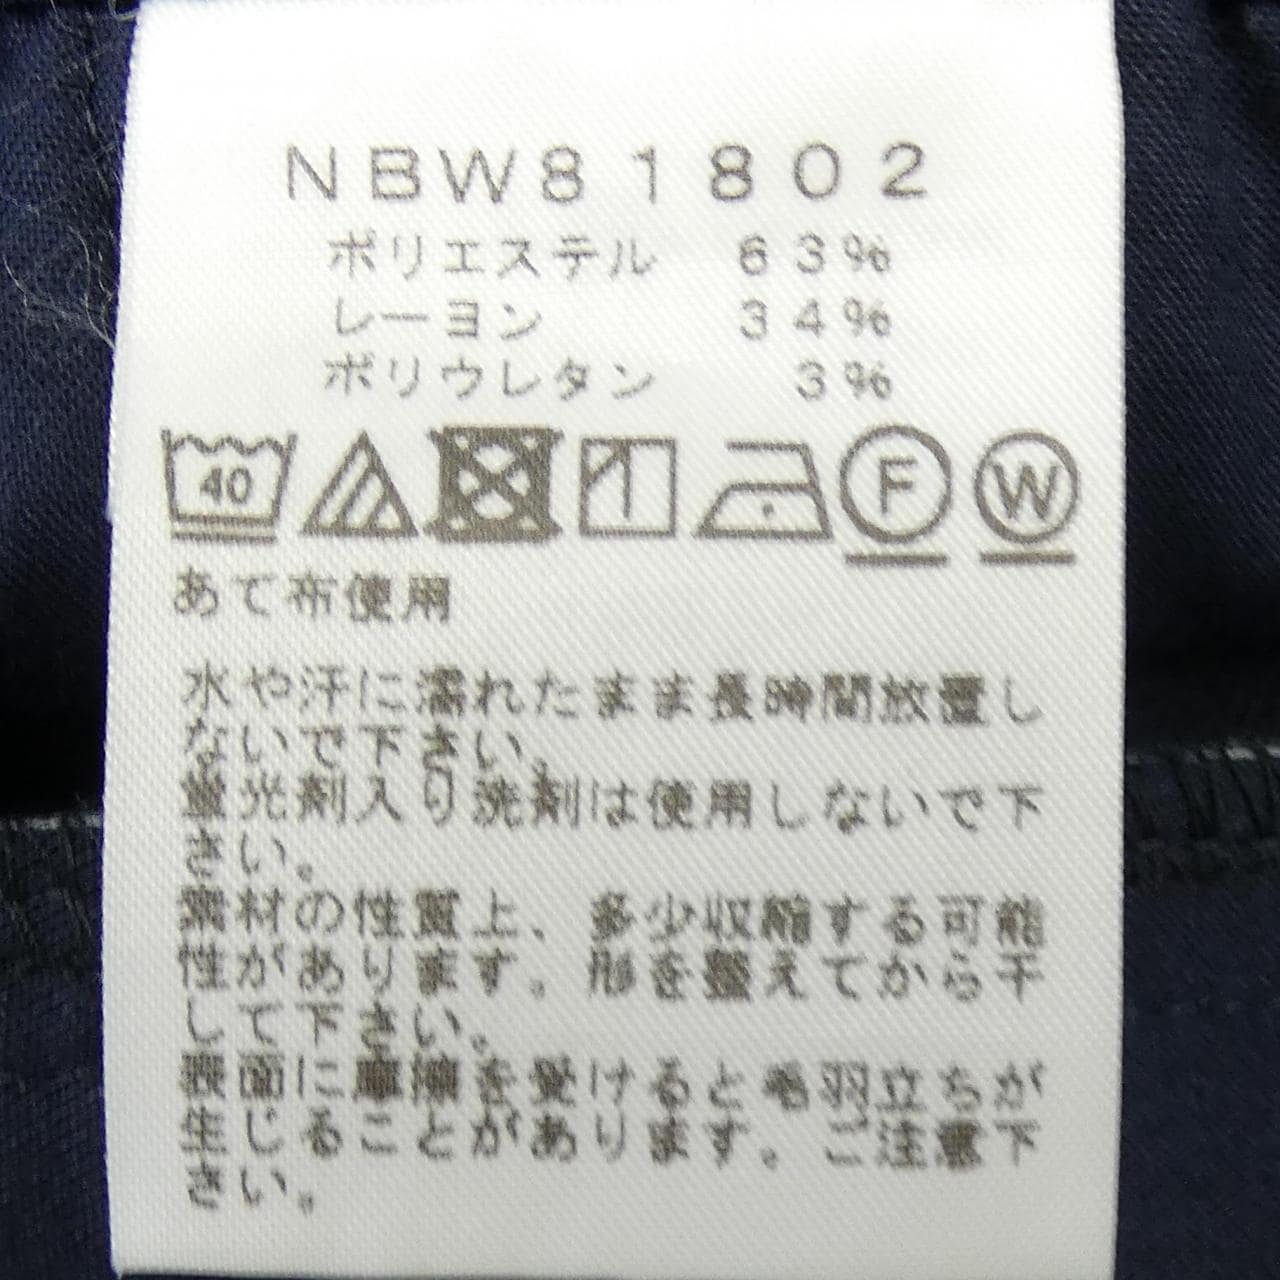 NBW81802
ポリエステル 63%
レーヨン 34%
ポリウレタン 3%
40
F
W
あて布使用
水や汗に濡れたまま長時間放置し
ないで下さい。
蛍光剤入り洗剤は使用しないで下
さい。
素材の性質上、多少収縮する可能
性があります。形を整えてから干
して下さい。
表面に摩擦を受けると毛羽立ちが
生じることがあります。ご注意下
さい。